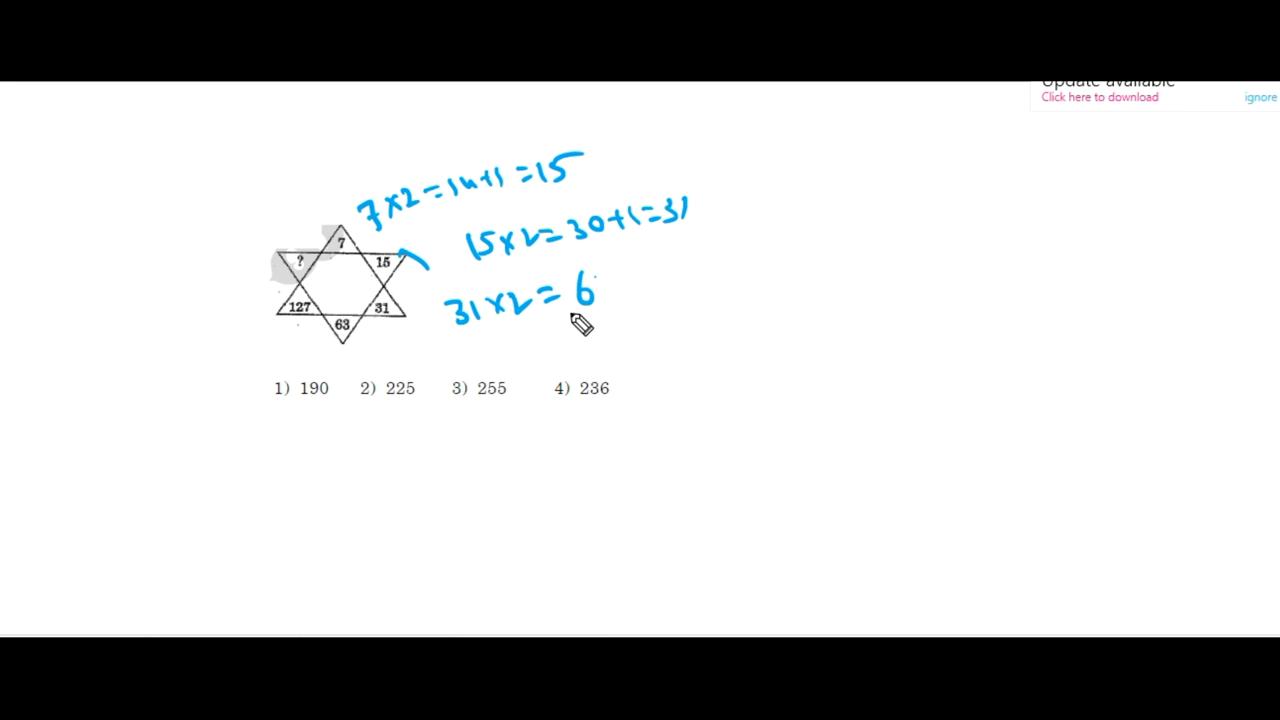 Update available
Click here to download ignore
7×2=14+1=15
15×2=30+1=31
31×2=6
7
? 15
127 31
63
1) 190 2) 225 3) 255 4) 236